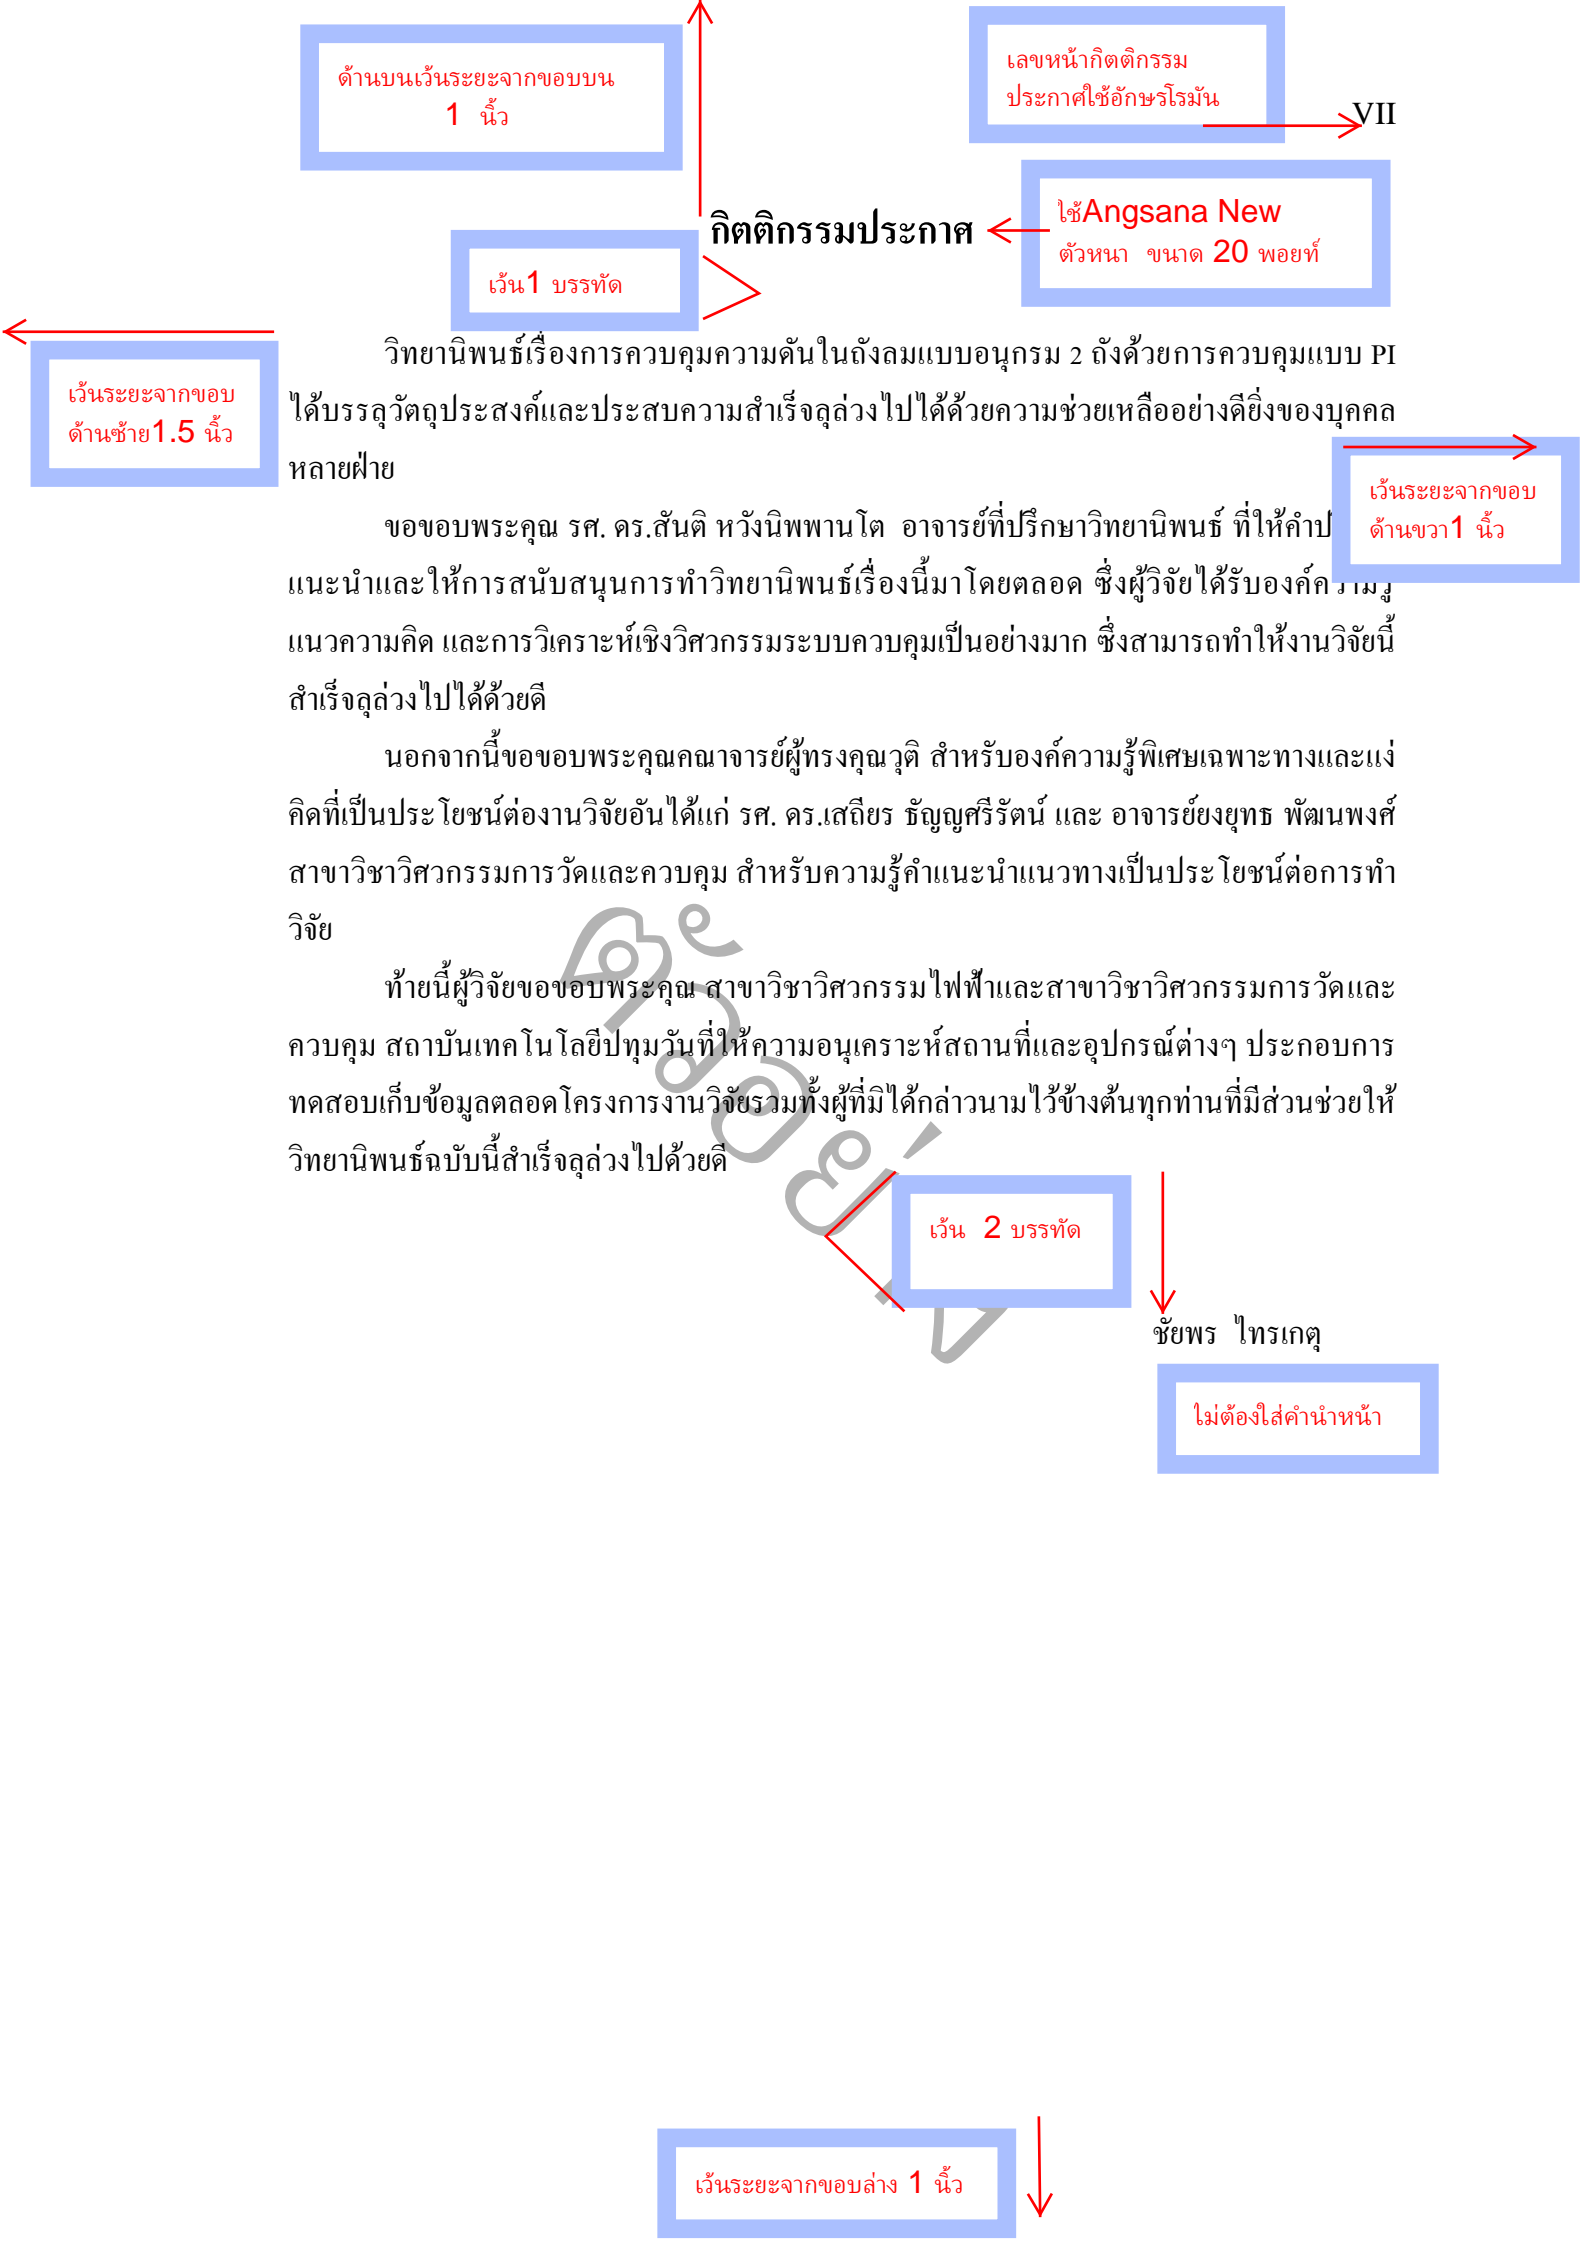 ด้านบนเว้นระยะจากขอบบน
1 นิ้ว
เลขหน้ากิตติกรรม
ประกาศใช้อักษรโรมัน
VII
กิตติกรรมประกาศ
ใช้Angsana New
ตัวหนา ขนาด 20 พอยท์
เว้น1 บรรทัด
วิทยานิพนธ์เรื่องการควบคุมความดันในถังลมแบบอนุกรม 2 ถังด้วยการควบคุมแบบ PI
ได้บรรลุวัตถุประสงค์และประสบความสำเร็จลุล่วงไปได้ด้วยความช่วยเหลืออย่างดียิ่งของบุคคล
หลายฝ่าย
เว้นระยะจากขอบ
ด้านซ้าย1.5 นิ้ว
เว้นระยะจากขอบ
ด้านขวา1 นิ้ว
ขอขอบพระคุณ รศ. ดร.สันติ หวังนิพพานโต อาจารย์ที่ปรึกษาวิทยานิพนธ์ ที่ให้คำ
แนะนำและให้การสนับสนุนการทำวิทยานิพนธ์เรื่องนี้มาโดยตลอด ซึ่งผู้วิจัยได้รับองค์ความรู้
แนวความคิด และการวิเคราะห์เชิงวิศวกรรมระบบควบคุมเป็นอย่างมาก ซึ่งสามารถทำให้งานวิจัยนี้
สำเร็จลุล่วงไปได้ด้วยดี
นอกจากนี้ขอขอบพระคุณคณาจารย์ผู้ทรงคุณวุติ สำหรับองค์ความรู้พิเศษเฉพาะทางและแง่
คิดที่เป็นประโยชน์ต่องานวิจัยอันได้แก่ รศ. ดร.เสถียร ธัญญศรีรัตน์ และ อาจารย์ยงยุทธ พัฒนพงศ์
สาขาวิชาวิศวกรรมการวัดและควบคุม สำหรับความรู้คำแนะนำแนวทางเป็นประโยชน์ต่อการทำ
วิจัย
ท้ายนี้ผู้วิจัยขอขอบพระคุณ สาขาวิชาวิศวกรรมไฟฟ้าและสาขาวิชาวิศวกรรมการวัดและ
ควบคุม สถาบันเทคโนโลยีปทุมวันที่ให้ความอนุเคราะห์สถานที่และอุปกรณ์ต่างๆ ประกอบการ
ทดสอบเก็บข้อมูลตลอดโครงการงานวิจัยรวมทั้งผู้ที่มิได้กล่าวนามไว้ข้างต้นทุกท่านที่มีส่วนช่วยให้
วิทยานิพนธ์ฉบับนี้สำเร็จลุล่วงไปด้วยดี
ตัวอย่าง
เว้น 2 บรรทัด
ชัยพร ไทรเกตุ
ไม่ต้องใส่คำนำหน้า
เว้นระยะจากขอบล่าง 1 นิ้ว